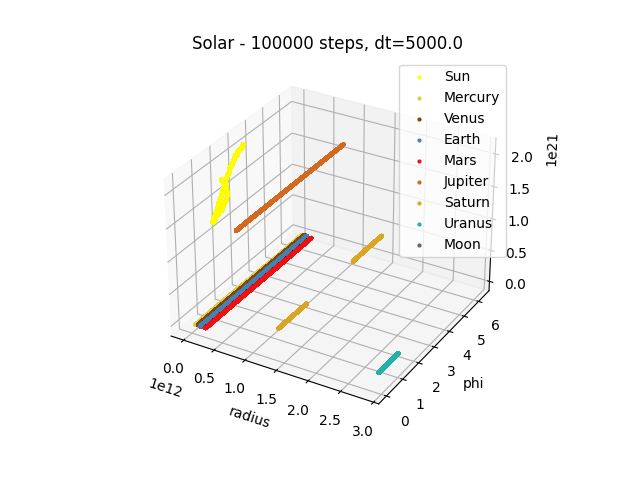 Solar - 100000 steps, dt=5000.0
Sun
Mercury
Venus
Earth
Mars
Jupiter
Saturn
Uranus
Moon
1e21
2.0
1.5
1.0
0.5
0.0
6
5
4
3
2
1
0
phi
0.0
0.5
1.0
1.5
2.0
2.5
3.0
1e12
radius